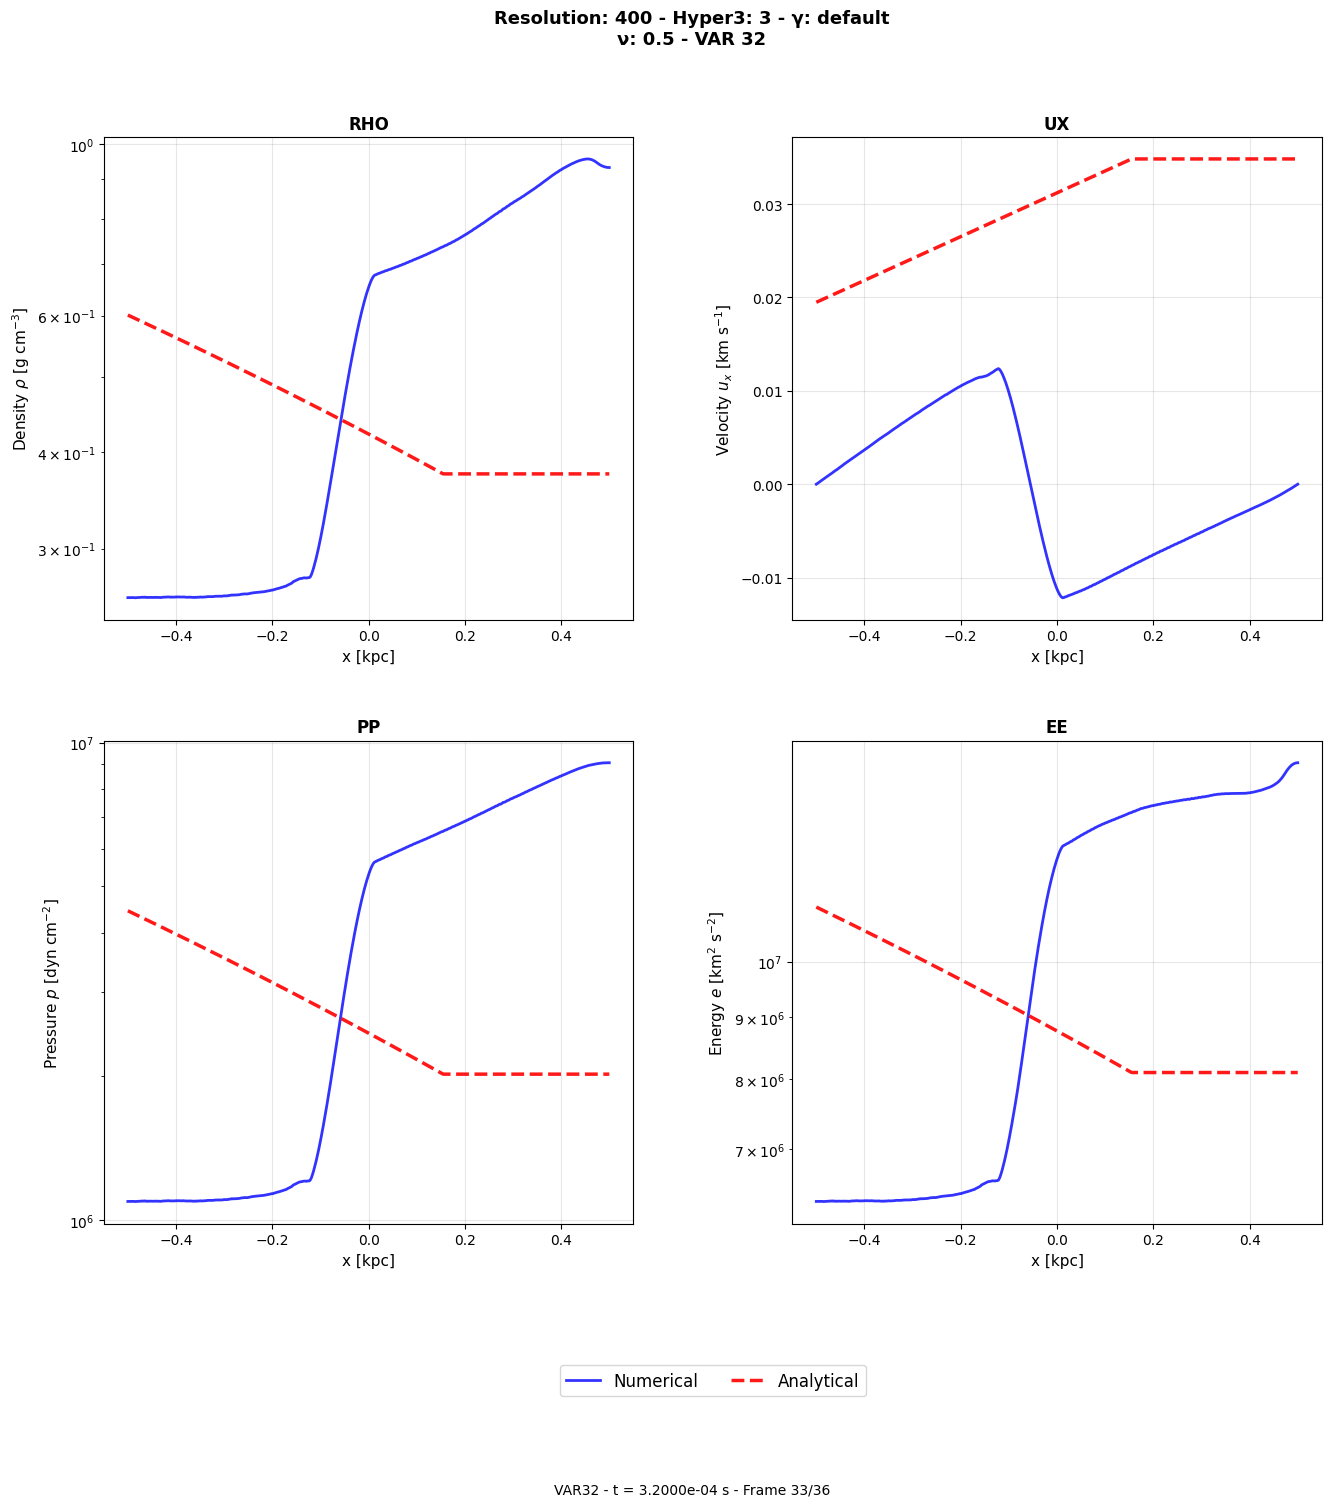 Resolution: 400 - Hyper3: 3 - γ: default
ν: 0.5 - VAR 32
RHO
10⁰
6 × 10⁻¹
4 × 10⁻¹
3 × 10⁻¹
Density ρ [g cm⁻³]
−0.4 −0.2 0.0 0.2 0.4
x [kpc]
UX
0.03
0.02
0.01
0.00
−0.01
Velocity uₓ [km s⁻¹]
−0.4 −0.2 0.0 0.2 0.4
x [kpc]
PP
10⁷
10⁶
Pressure p [dyn cm⁻²]
−0.4 −0.2 0.0 0.2 0.4
x [kpc]
EE
10⁷
9 × 10⁶
8 × 10⁶
7 × 10⁶
Energy e [km² s⁻²]
−0.4 −0.2 0.0 0.2 0.4
x [kpc]
Numerical Analytical
VAR32 - t = 3.2000e-04 s - Frame 33/36